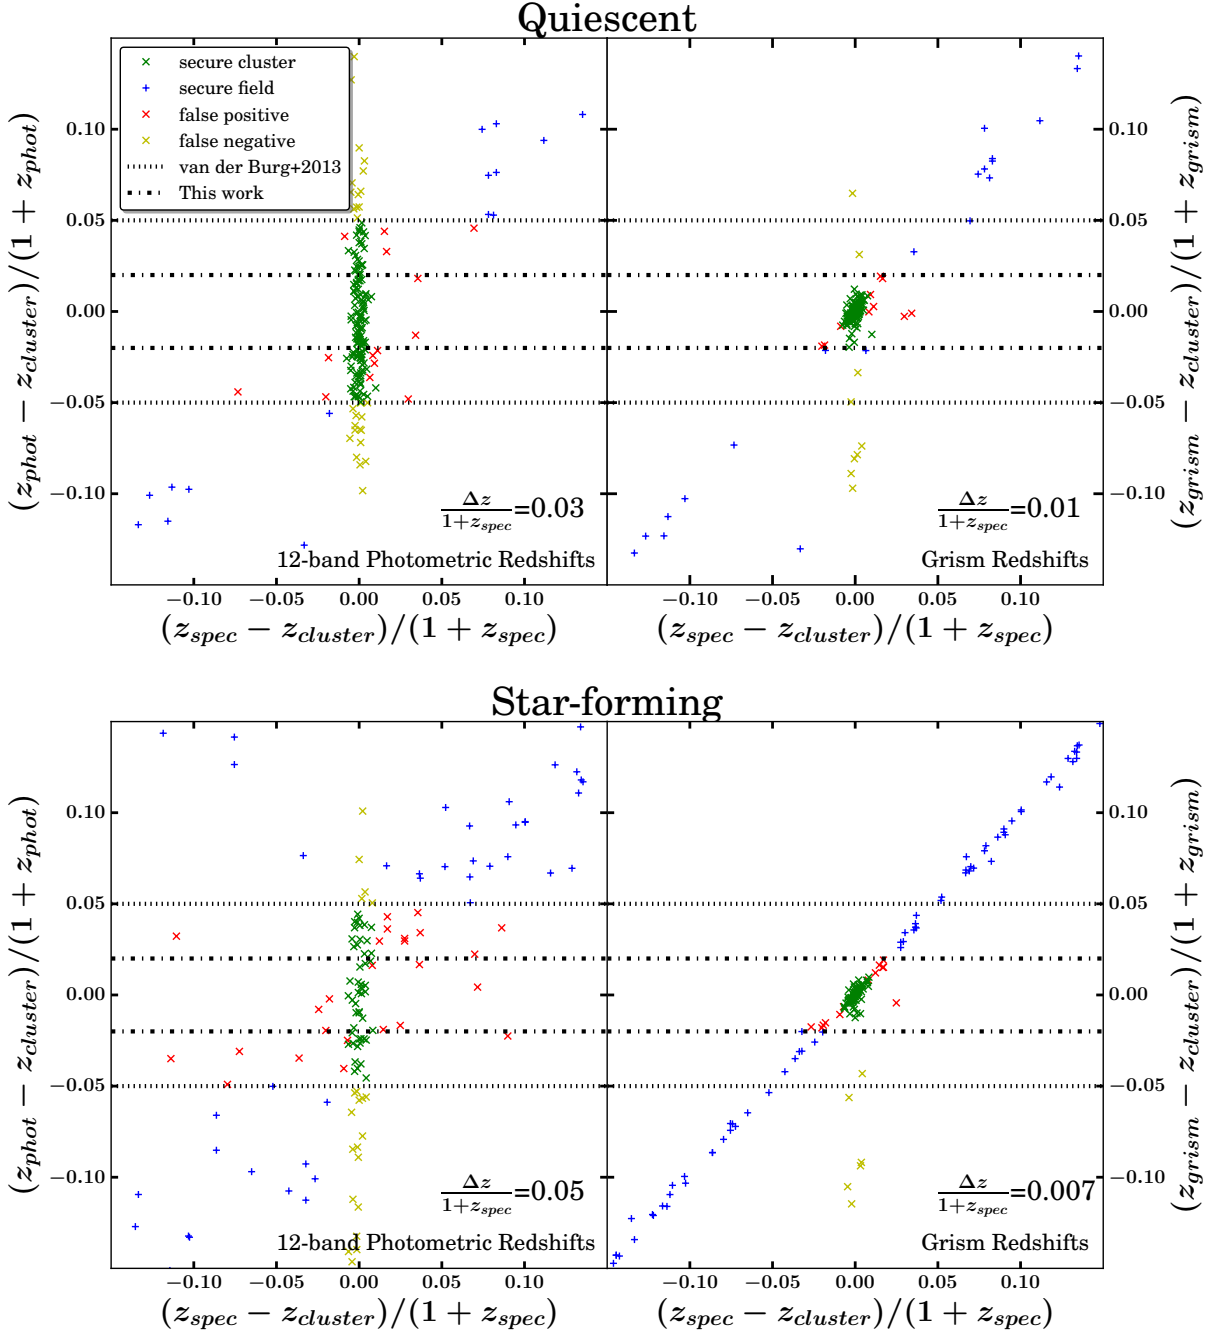 Quiescent
secure cluster
secure field
false positive
false negative
van der Burg+2013
This work
0.10
0.05
0.00
−0.05
−0.10
(z_phot − z_cluster)/(1 + z_phot)
Δz/1+z_spec=0.03
12-band Photometric Redshifts
−0.10 −0.05 0.00 0.05 0.10
(z_spec − z_cluster)/(1 + z_spec)
Δz/1+z_spec=0.01
Grism Redshifts
0.10
0.05
0.00
−0.05
−0.10
(z_grism − z_cluster)/(1 + z_grism)
−0.10 −0.05 0.00 0.05 0.10
(z_spec − z_cluster)/(1 + z_spec)
Star-forming
0.10
0.05
0.00
−0.05
−0.10
(z_phot − z_cluster)/(1 + z_phot)
Δz/1+z_spec=0.05
12-band Photometric Redshifts
−0.10 −0.05 0.00 0.05 0.10
(z_spec − z_cluster)/(1 + z_spec)
Δz/1+z_spec=0.007
Grism Redshifts
0.10
0.05
0.00
−0.05
−0.10
(z_grism − z_cluster)/(1 + z_grism)
−0.10 −0.05 0.00 0.05 0.10
(z_spec − z_cluster)/(1 + z_spec)